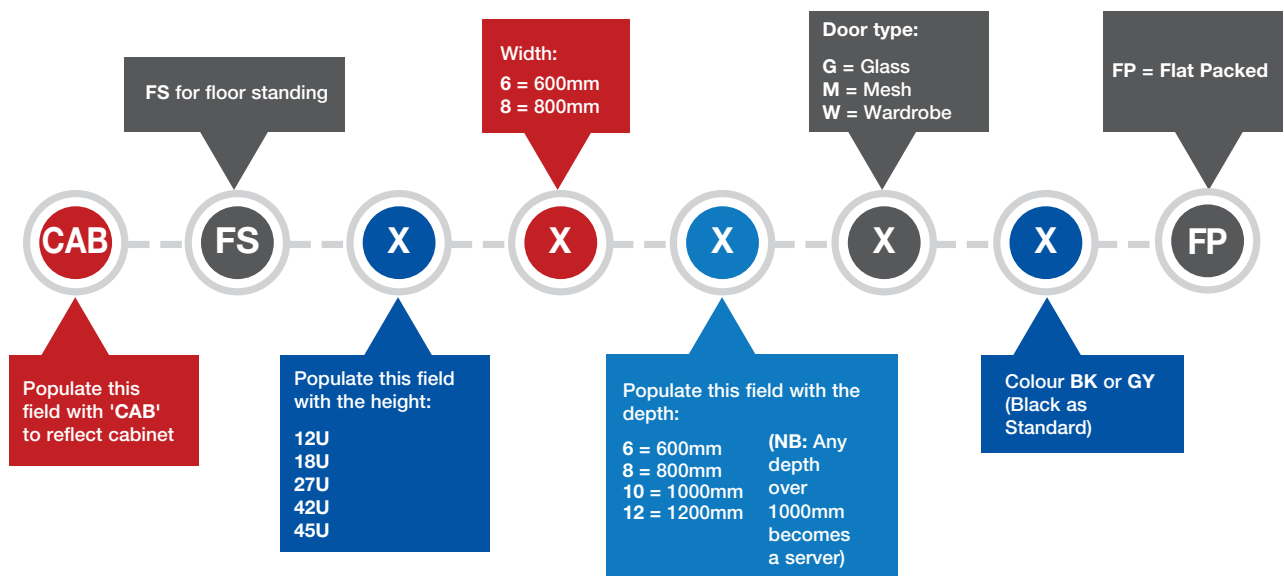 FS for floor standing
Width:
6 = 600mm
8 = 800mm
Door type:
G = Glass
M = Mesh
W = Wardrobe
FP = Flat Packed
CAB
FS
X
X
X
X
X
FP
Populate this
field with 'CAB'
to reflect cabinet
Populate this field
with the height:
12U
18U
27U
42U
45U
Populate this field with the
depth:
6 = 600mm
8 = 800mm
10 = 1000mm
12 = 1200mm
(NB: Any
depth
over
1000mm
becomes
a server)
Colour BK or GY
(Black as
Standard)